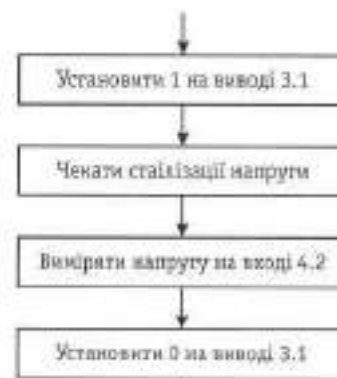 Установити 1 на виводі 3.1
Чекати стаілізації напруги
Виміряти напругу на вході 4.2
Установити 0 на виводі 3.1